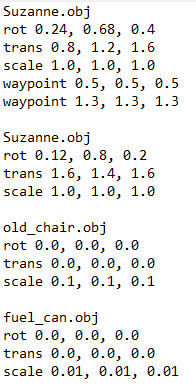 Suzanne.obj
rot 0.24, 0.68, 0.4
trans 0.8, 1.2, 1.6
scale 1.0, 1.0, 1.0
waypoint 0.5, 0.5, 0.5
waypoint 1.3, 1.3, 1.3

Suzanne.obj
rot 0.12, 0.8, 0.2
trans 1.6, 1.4, 1.6
scale 1.0, 1.0, 1.0

old_chair.obj
rot 0.0, 0.0, 0.0
trans 0.0, 0.0, 0.0
scale 0.1, 0.1, 0.1

fuel_can.obj
rot 0.0, 0.0, 0.0
trans 0.0, 0.0, 0.0
scale 0.01, 0.01, 0.01